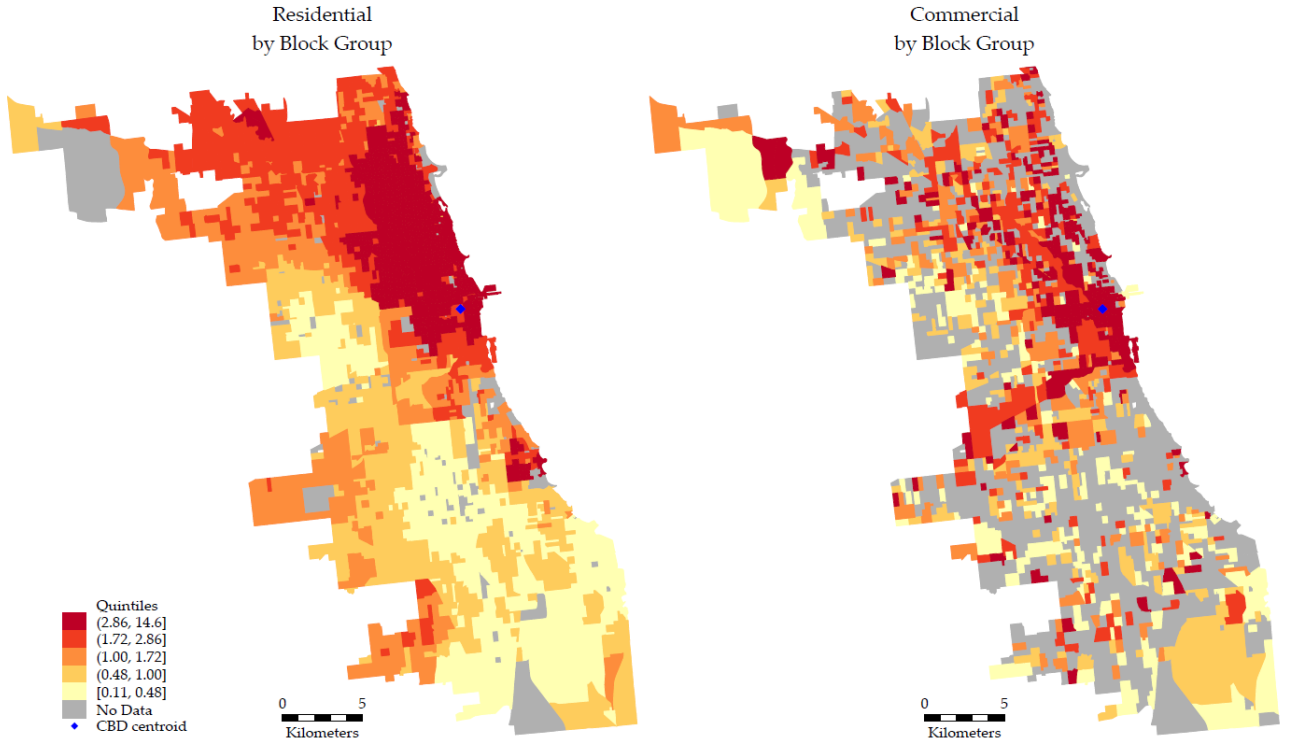 Residential
by Block Group
Commercial
by Block Group
Quintiles
(2.86, 14.6]
(1.72, 2.86]
(1.00, 1.72]
(0.48, 1.00]
[0.11, 0.48]
No Data
CBD centroid
0 5
Kilometers
0 5
Kilometers